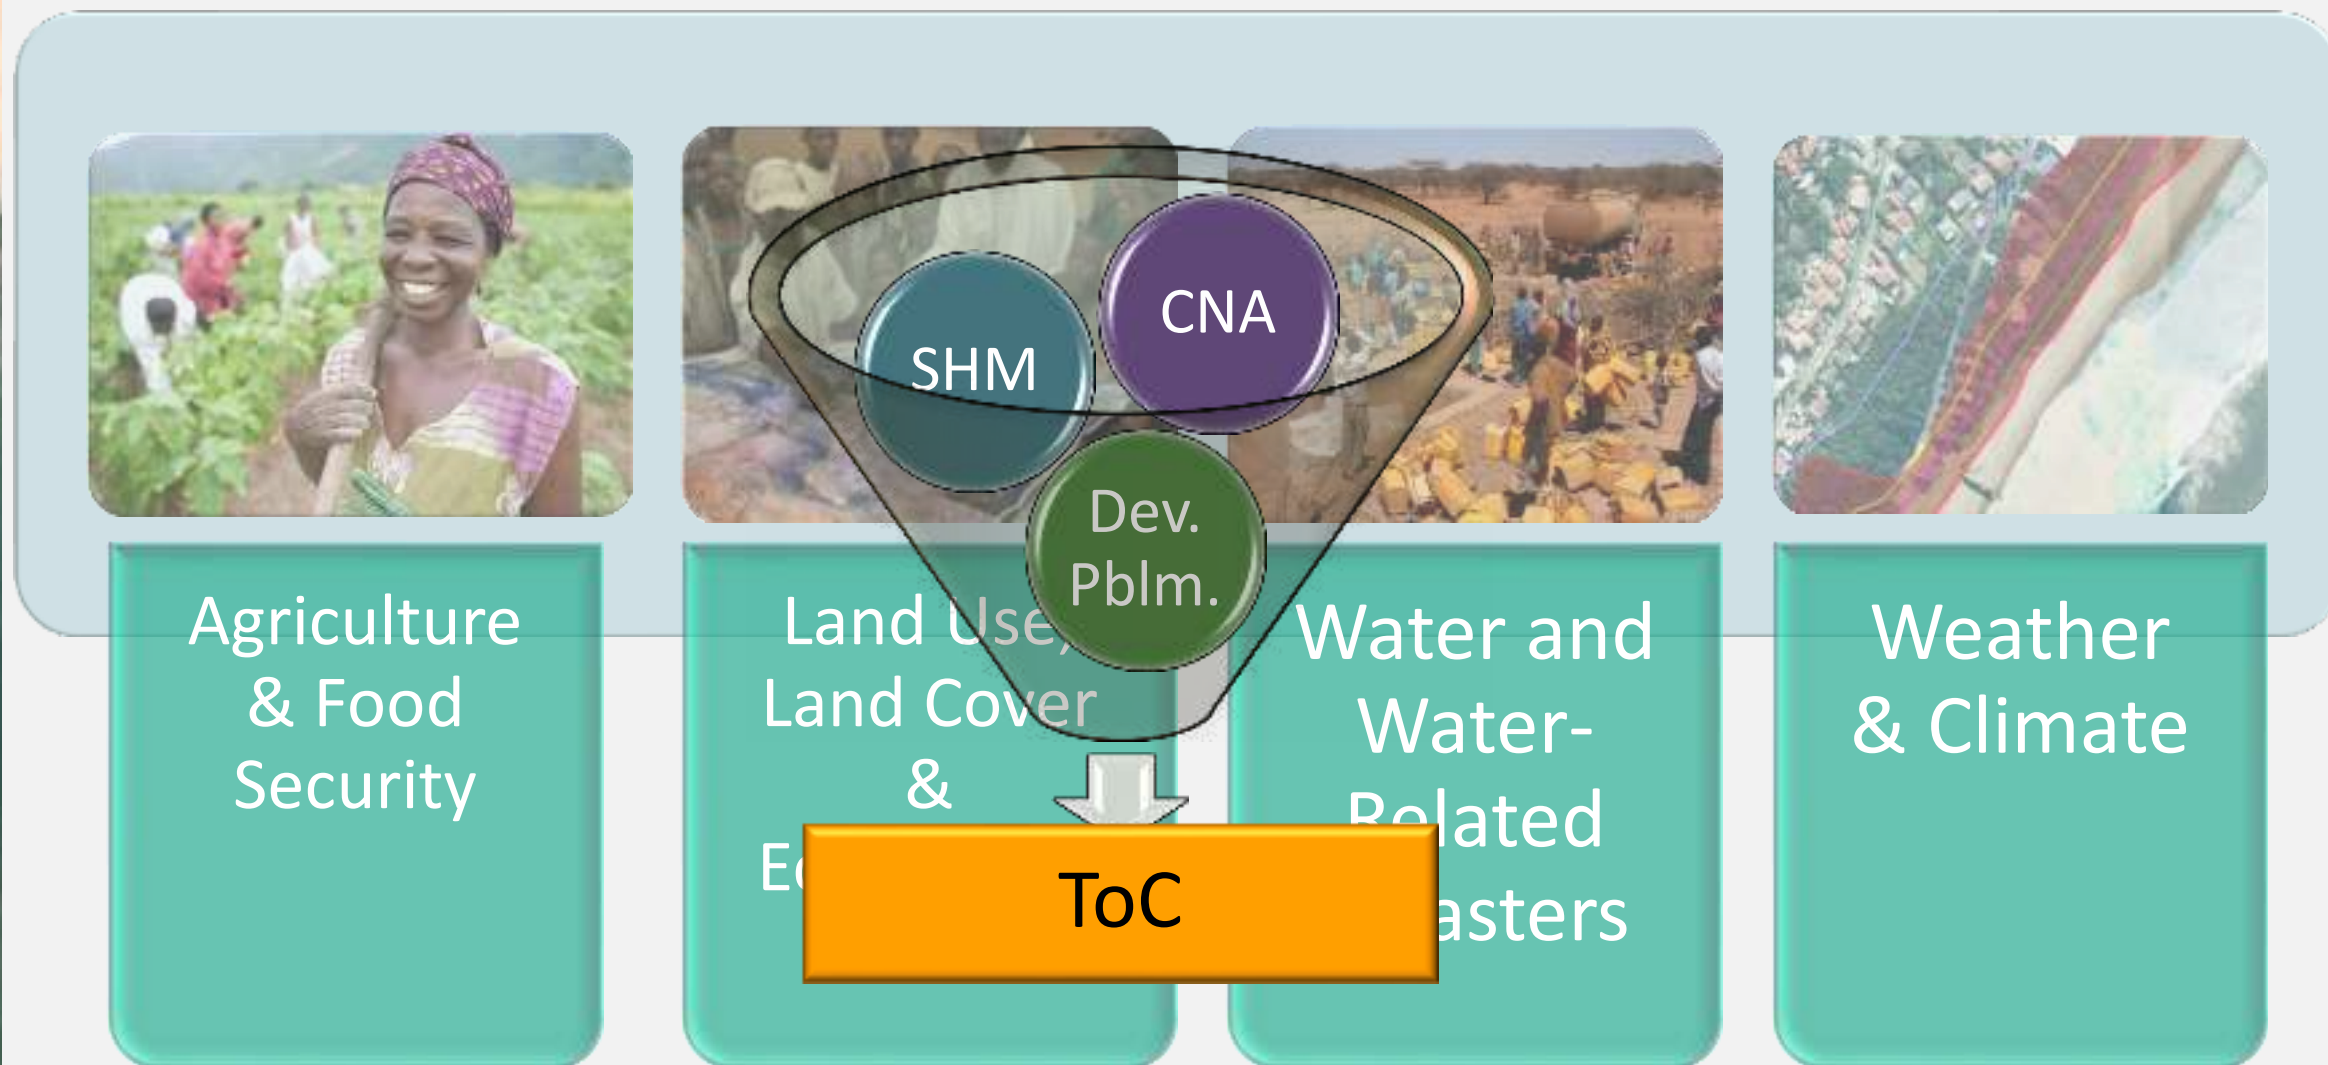 SHM
CNA
Dev.
Pblm.
Agriculture
& Food
Security
Land Use,
Land Cover
&
Water and
Water-
Related
Weather
& Climate
ToC